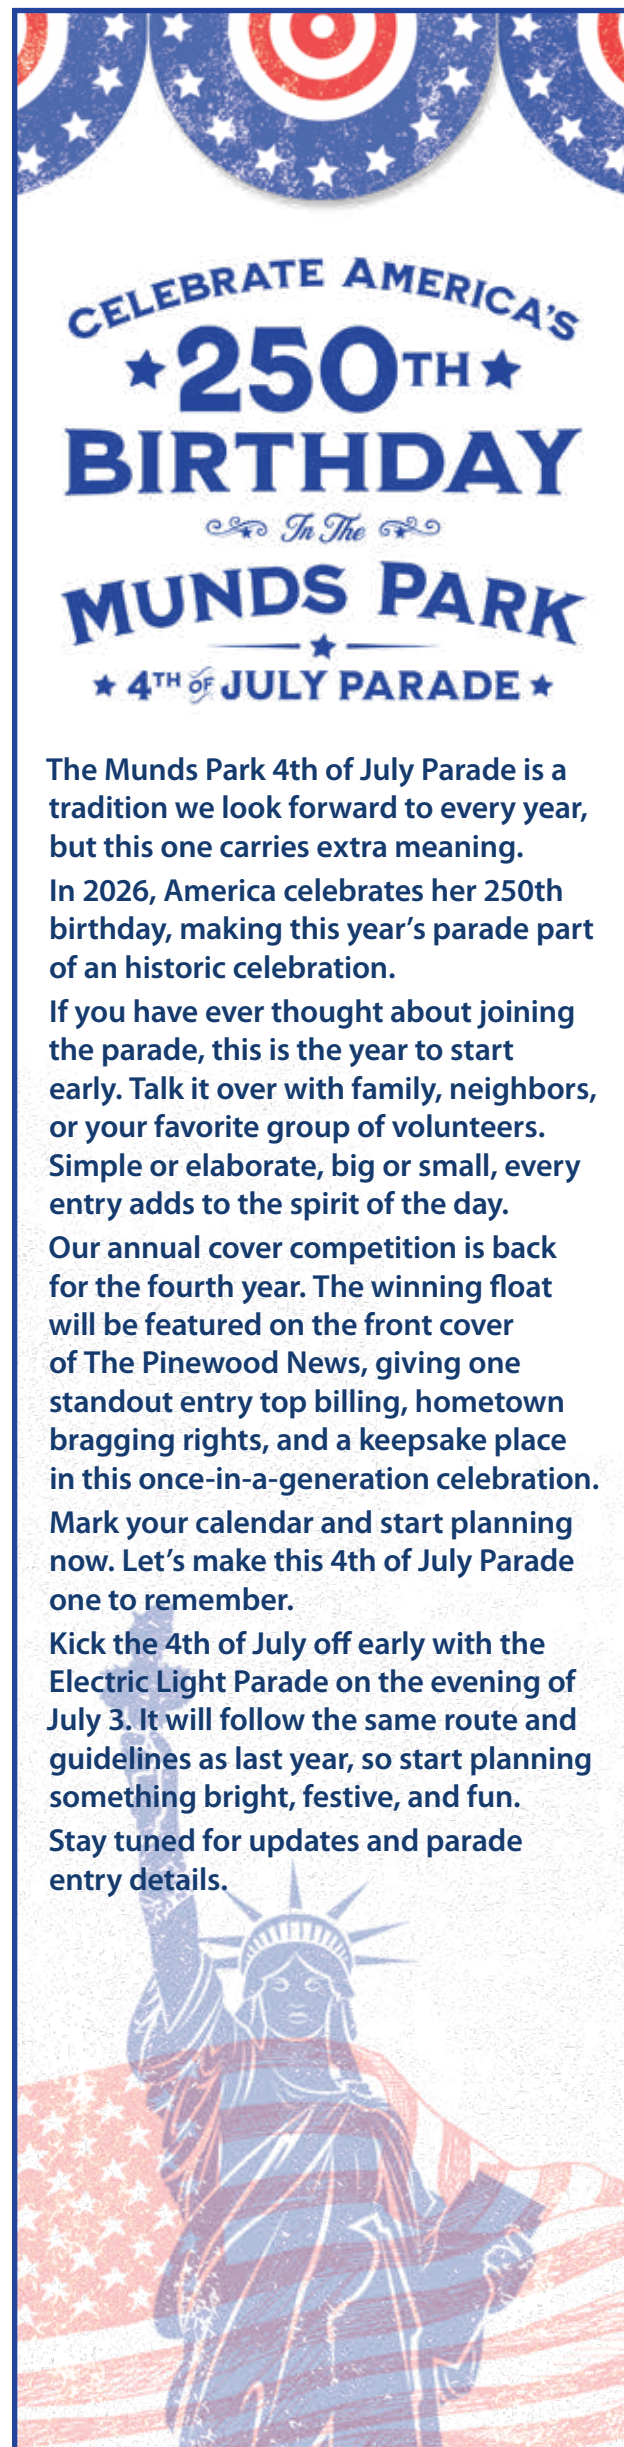 CELEBRATE AMERICA'S
250TH
BIRTHDAY
In The
MUNDS PARK
4TH OF JULY PARADE
The Munds Park 4th of July Parade is a
tradition we look forward to every year,
but this one carries extra meaning.
In 2026, America celebrates her 250th
birthday, making this year's parade part
of an historic celebration.
If you have ever thought about joining
the parade, this is the year to start
early. Talk it over with family, neighbors,
or your favorite group of volunteers.
Simple or elaborate, big or small, every
entry adds to the spirit of the day.
Our annual cover competition is back
for the fourth year. The winning float
will be featured on the front cover
of The Pinewood News, giving one
standout entry top billing, hometown
bragging rights, and a keepsake place
in this once-in-a-generation celebration.
Mark your calendar and start planning
now. Let's make this 4th of July Parade
one to remember.
Kick the 4th of July off early with the
Electric Light Parade on the evening of
July 3. It will follow the same route and
guidelines as last year, so start planning
something bright, festive, and fun.
Stay tuned for updates and parade
entry details.